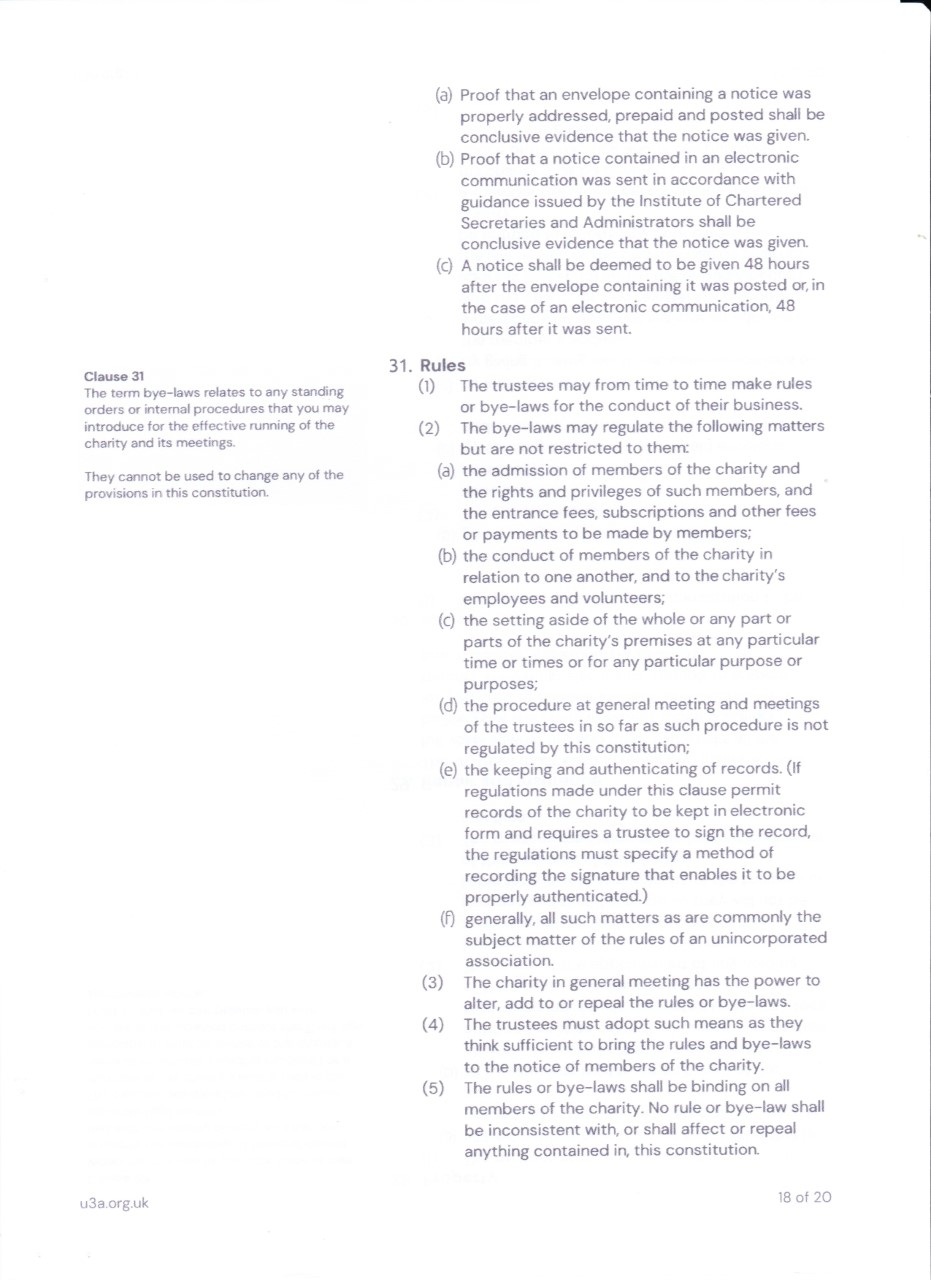 (a) Proof that an envelope containing a notice was
properly addressed, prepaid and posted shall be
conclusive evidence that the notice was given.
(b) Proof that a notice contained in an electronic
communication was sent in accordance with
guidance issued by the Institute of Chartered
Secretaries and Administrators shall be
conclusive evidence that the notice was given.
(c) A notice shall be deemed to be given 48 hours
after the envelope containing it was posted or, in
the case of an electronic communication, 48
hours after it was sent.
Clause 31
The term bye-laws relates to any standing
orders or internal procedures that you may
introduce for the effective running of the
charity and its meetings.
They cannot be used to change any of the
provisions in this constitution.
31. Rules
(1) The trustees may from time to time make rules
or bye-laws for the conduct of their business.
(2) The bye-laws may regulate the following matters
but are not restricted to them:
(a) the admission of members of the charity and
the rights and privileges of such members, and
the entrance fees, subscriptions and other fees
or payments to be made by members;
(b) the conduct of members of the charity in
relation to one another, and to the charity's
employees and volunteers;
(c) the setting aside of the whole or any part or
parts of the charity's premises at any particular
time or times or for any particular purpose or
purposes;
(d) the procedure at general meeting and meetings
of the trustees in so far as such procedure is not
regulated by this constitution;
(e) the keeping and authenticating of records. (If
regulations made under this clause permit
records of the charity to be kept in electronic
form and requires a trustee to sign the record,
the regulations must specify a method of
recording the signature that enables it to be
properly authenticated.)
(f) generally, all such matters as are commonly the
subject matter of the rules of an unincorporated
association.
(3) The charity in general meeting has the power to
alter, add to or repeal the rules or bye-laws.
(4) The trustees must adopt such means as they
think sufficient to bring the rules and bye-laws
to the notice of members of the charity.
(5) The rules or bye-laws shall be binding on all
members of the charity. No rule or bye-law shall
be inconsistent with, or shall affect or repeal
anything contained in, this constitution.
u3a.org.uk
18 of 20